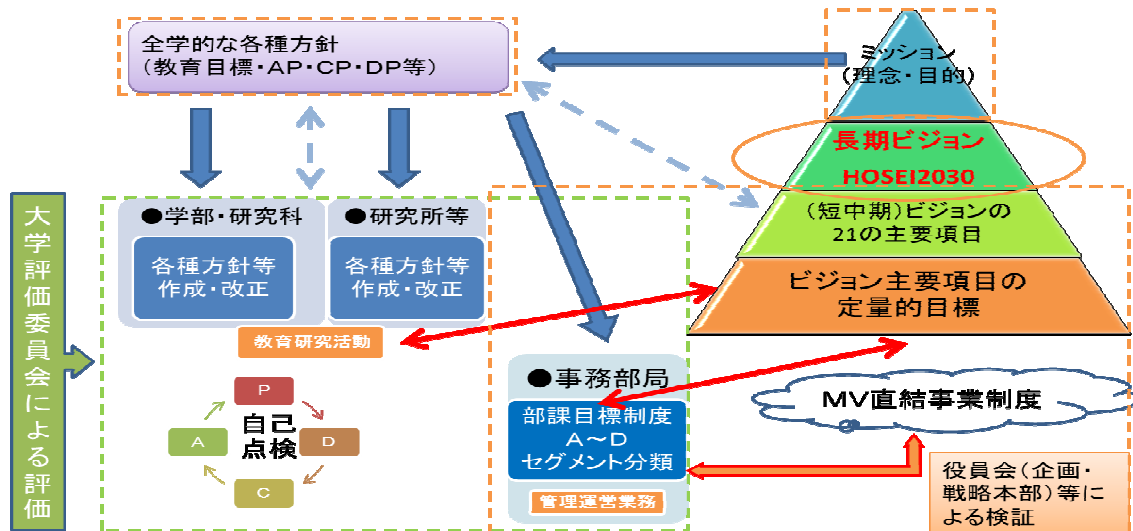 全学的な各種方針
(教育目標・AP・CP・DP等)
ミッション
(理念・目的)
長期ビジョン
HOSEI2030
(短中期)ビジョンの
21の主要項目
ビジョン主要項目の
定量的目標
大学評価委員会による評価
●学部・研究科
各種方針等
作成・改正
●研究所等
各種方針等
作成・改正
教育研究活動
P
D
C
A
自己
点検
●事務部局
部課目標制度
A~D
セグメント分類
管理運営業務
MV直結事業制度
役員会(企画・
戦略本部)等に
よる検証